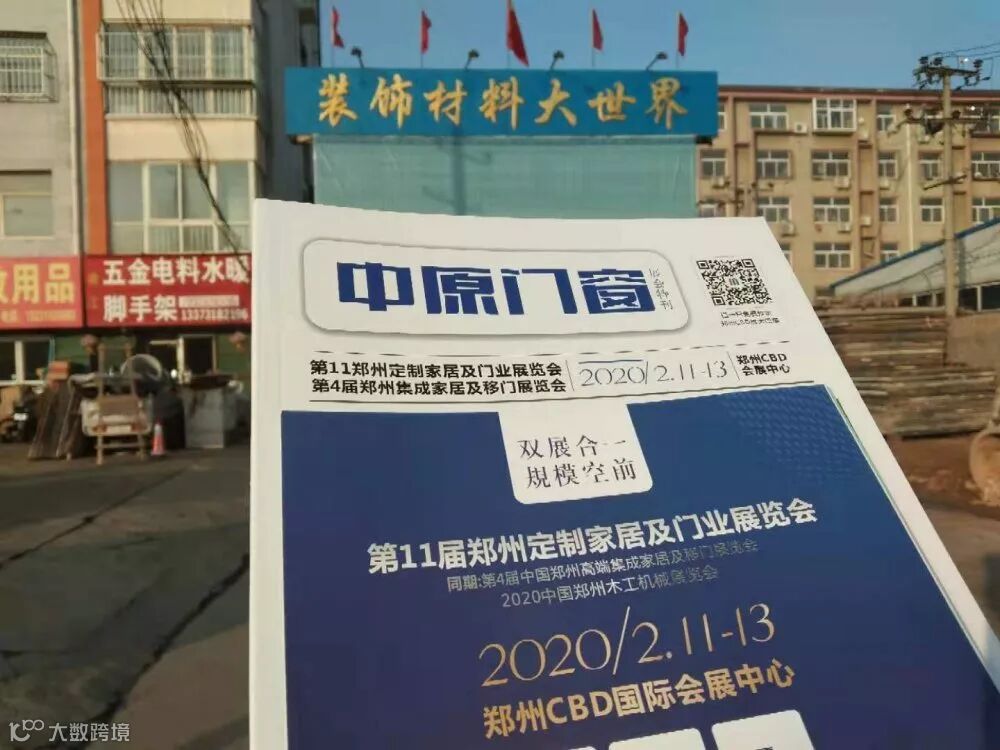 装饰材料大世界
用品
五金电料水暖
脚手架 13373182196
中原门窗
第11郑州定制家居及门业展览会
第4届郑州集成家居及移门展览会
2020/2.11-13
郑州CBD
会展中心
双展合一
規模空前
第11届郑州定制家居及门业展览会
同期:第4届中国郑州高端集成家居及移门展览会
2020中国郑州木工机械展览会
2020/2.11-13
郑州CBD国际会展中心
大数跨境